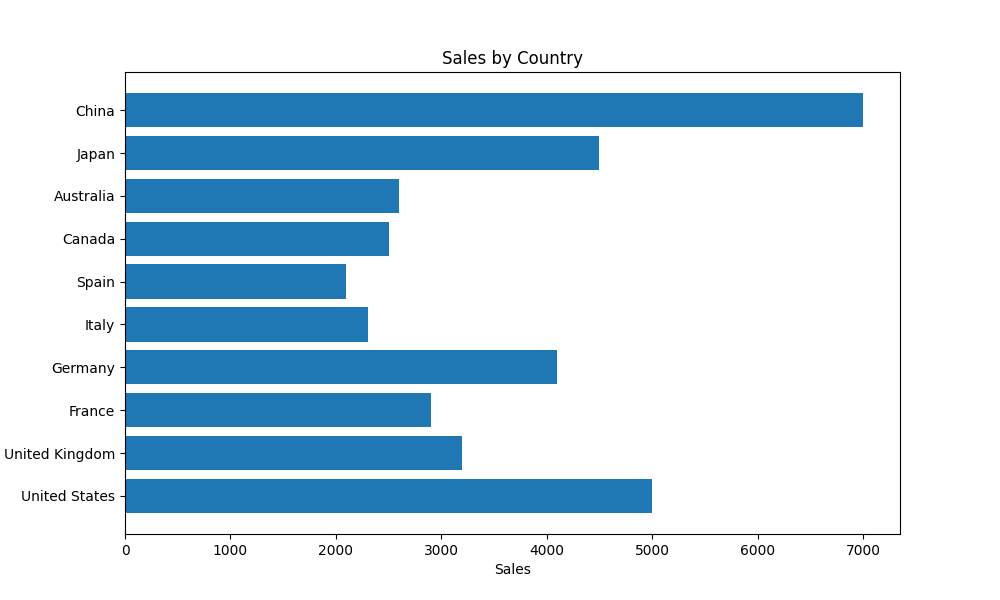 Sales by Country
China
Japan
Australia
Canada
Spain
Italy
Germany
France
United Kingdom
United States
0 1000 2000 3000 4000 5000 6000 7000
Sales